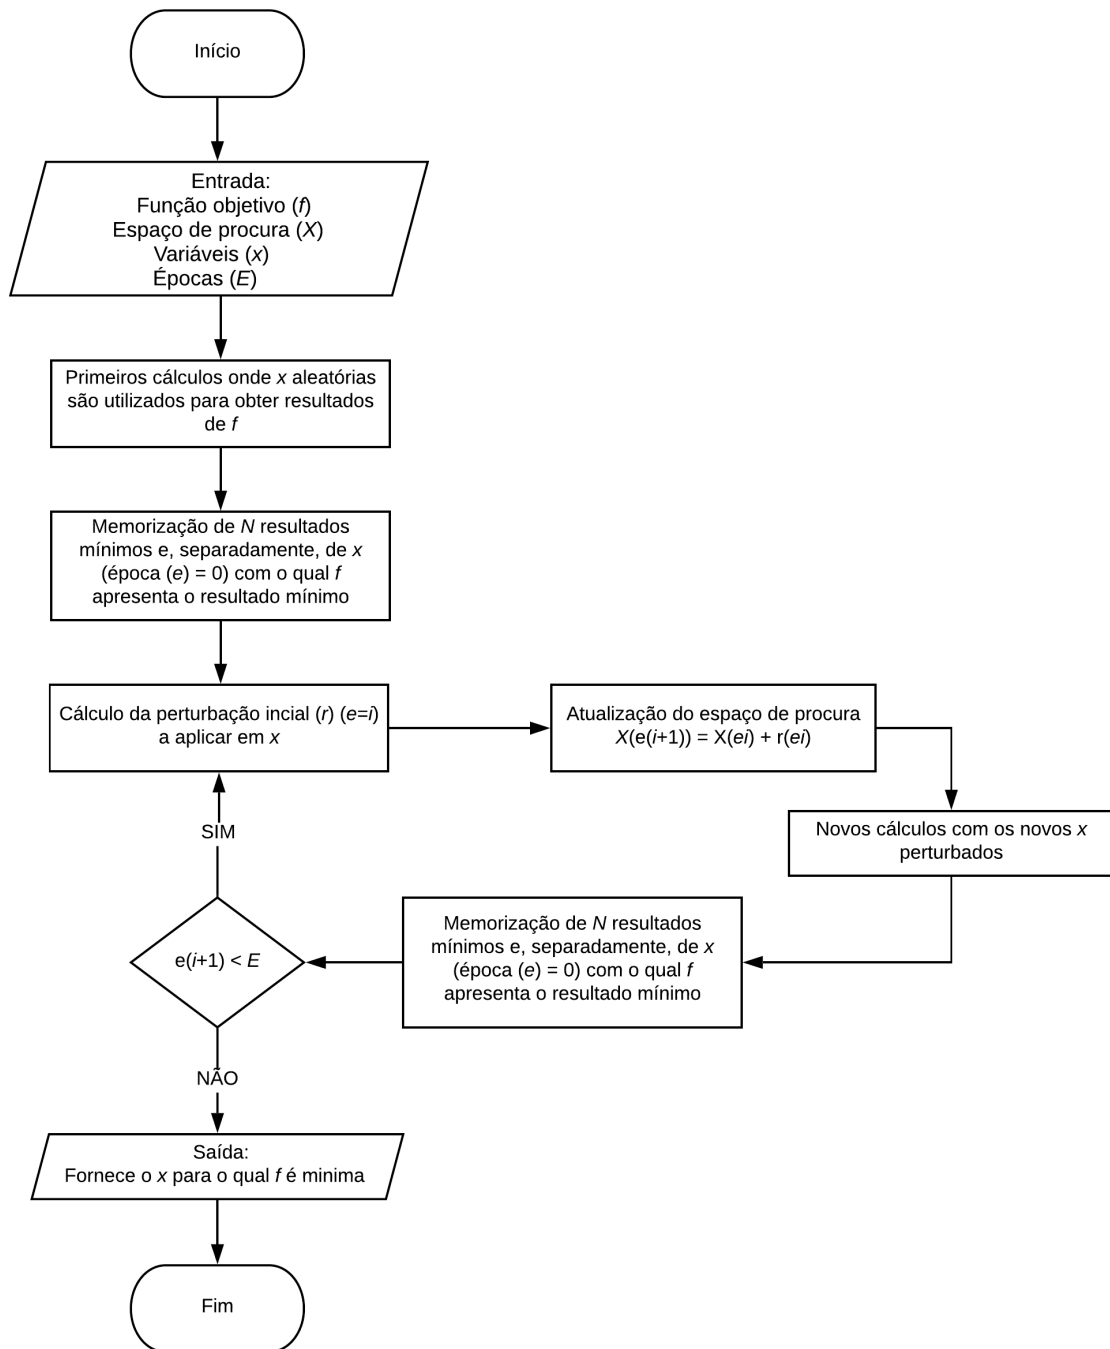 Início
Entrada:
Função objetivo (f)
Espaço de procura (X)
Variáveis (x)
Épocas (E)
Primeiros cálculos onde x aleatórias
são utilizados para obter resultados
de f
Memorização de N resultados
mínimos e, separadamente, de x
(época (e) = 0) com o qual f
apresenta o resultado mínimo
Cálculo da perturbação incial (r) (e=i)
a aplicar em x
Atualização do espaço de procura
X(e(i+1)) = X(ei) + r(ei)
Novos cálculos com os novos x
perturbados
Memorização de N resultados
mínimos e, separadamente, de x
(época (e) = 0) com o qual f
apresenta o resultado mínimo
e(i+1) < E
SIM
NÃO
Saída:
Fornece o x para o qual f é minima
Fim